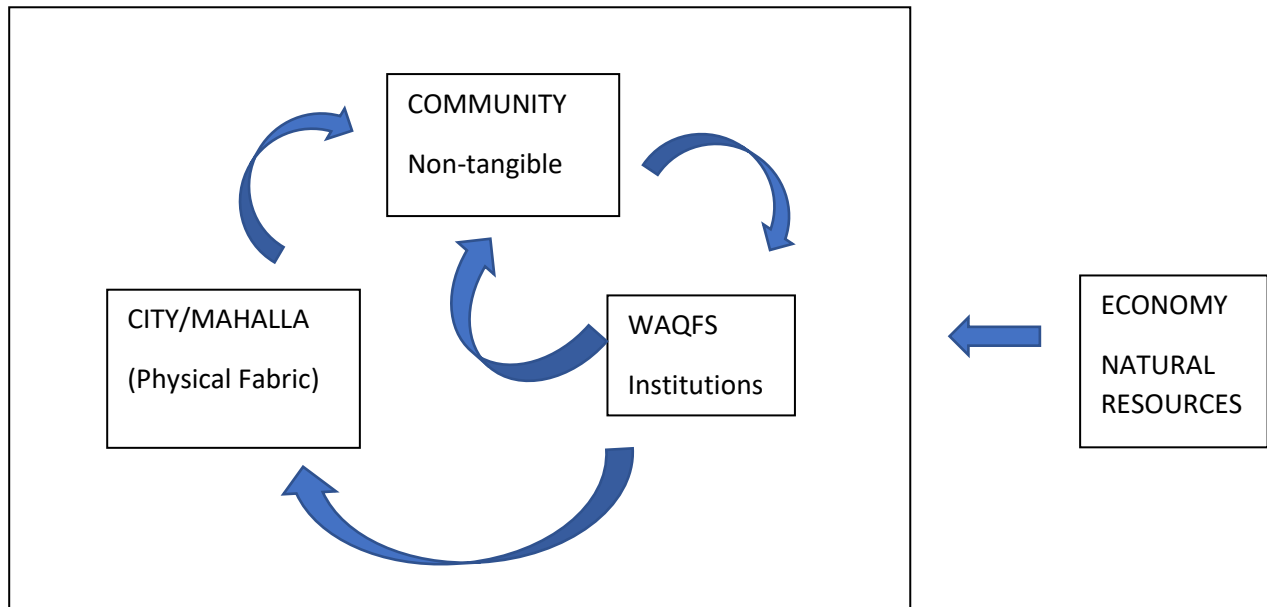 COMMUNITY
Non-tangible
CITY/MAHALLA
(Physical Fabric)
WAQFS
Institutions
ECONOMY
NATURAL
RESOURCES